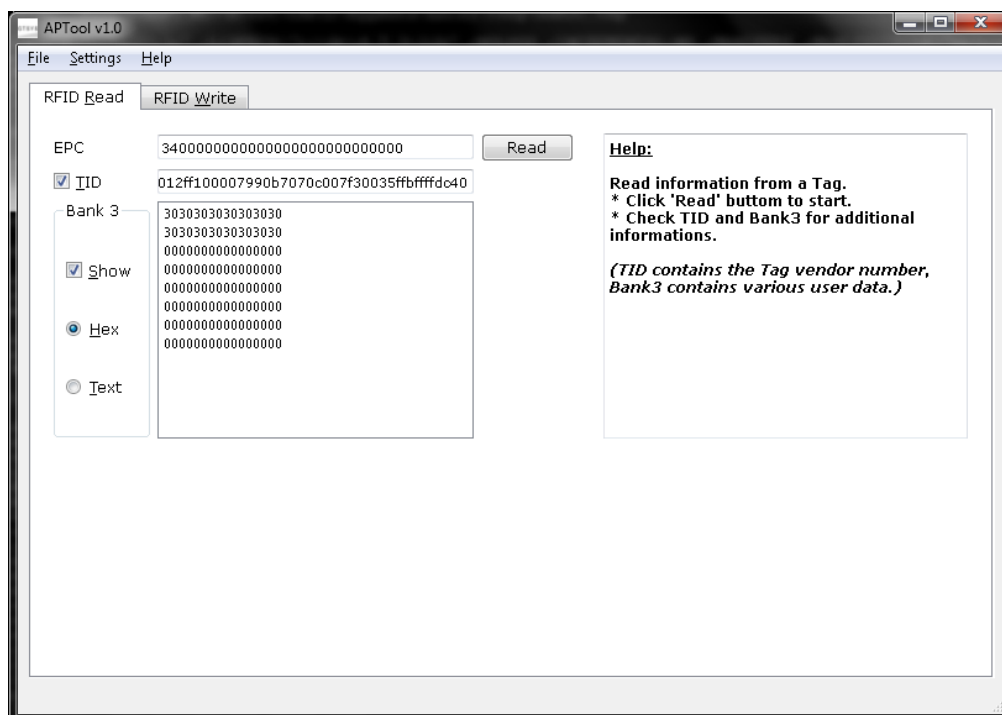 APTool v1.0
File Settings Help
RFID Read RFID Write
EPC 3400000000000000000000000000 Read
TID 012ff100007990b7070c007f30035ffbffffdc40
Bank 3
Show
Hex
Text
3030303030303030
3030303030303030
0000000000000000
0000000000000000
0000000000000000
0000000000000000
0000000000000000
0000000000000000
Help:
Read information from a Tag.
* Click 'Read' buttom to start.
* Check TID and Bank3 for additional
informations.
(TID contains the Tag vendor number,
Bank3 contains various user data.)